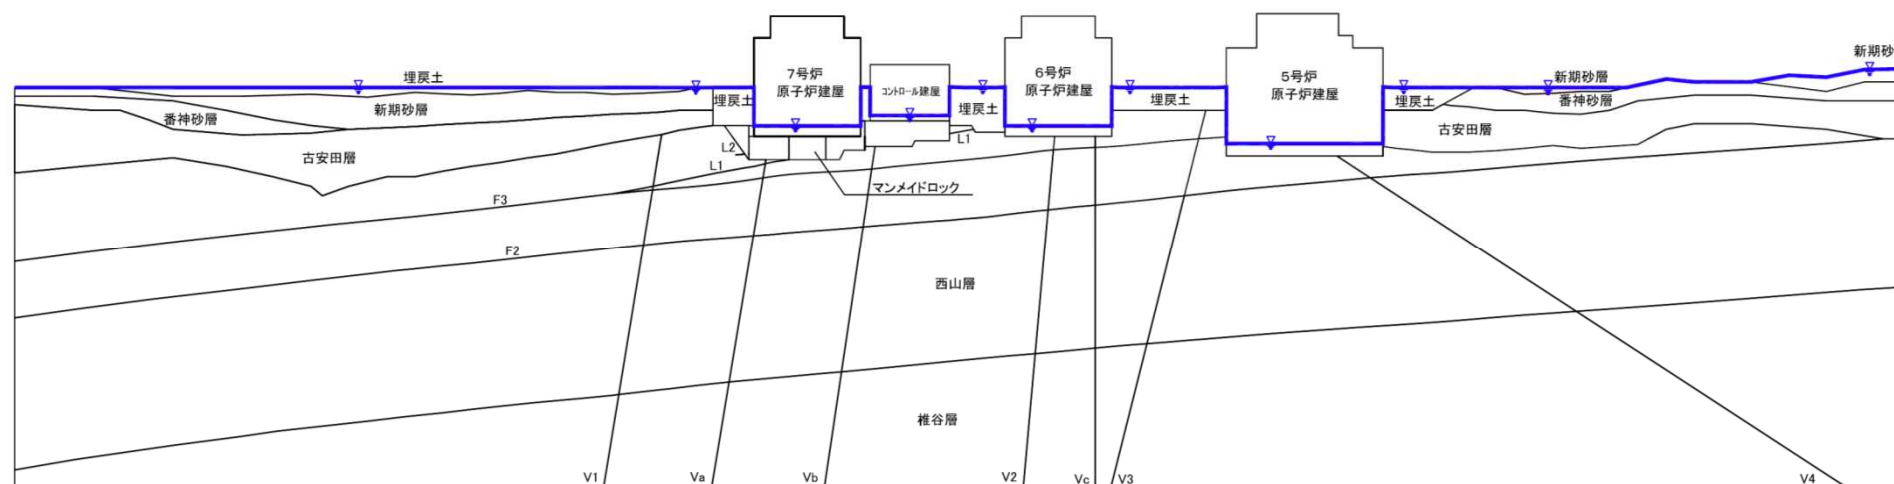 新期砂
埋戻土
7号炉
原子炉建屋
コントロール建屋
6号炉
原子炉建屋
5号炉
原子炉建屋
新期砂層
埋戻土
埋戻土
埋戻土
埋戻土
番神砂層
番神砂層
新期砂層
古安田層
古安田層
L2
L1
L1
マンメイドロック
F3
F2
西山層
椎谷層
V1
Va
Vb
V2
Vc
V3
V4